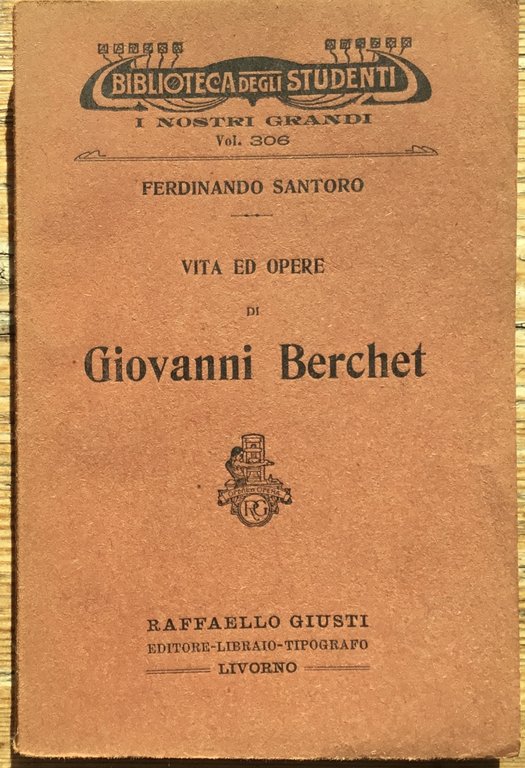 BIBLIOTECA DEGLI STUDENTI
I NOSTRI GRANDI
Vol. 306
FERDINANDO SANTORO
VITA ED OPERE
DI
Giovanni Berchet
RG
RAFFAELLO GIUSTI
EDITORE-LIBRAIO-TIPOGRAFO
LIVORNO